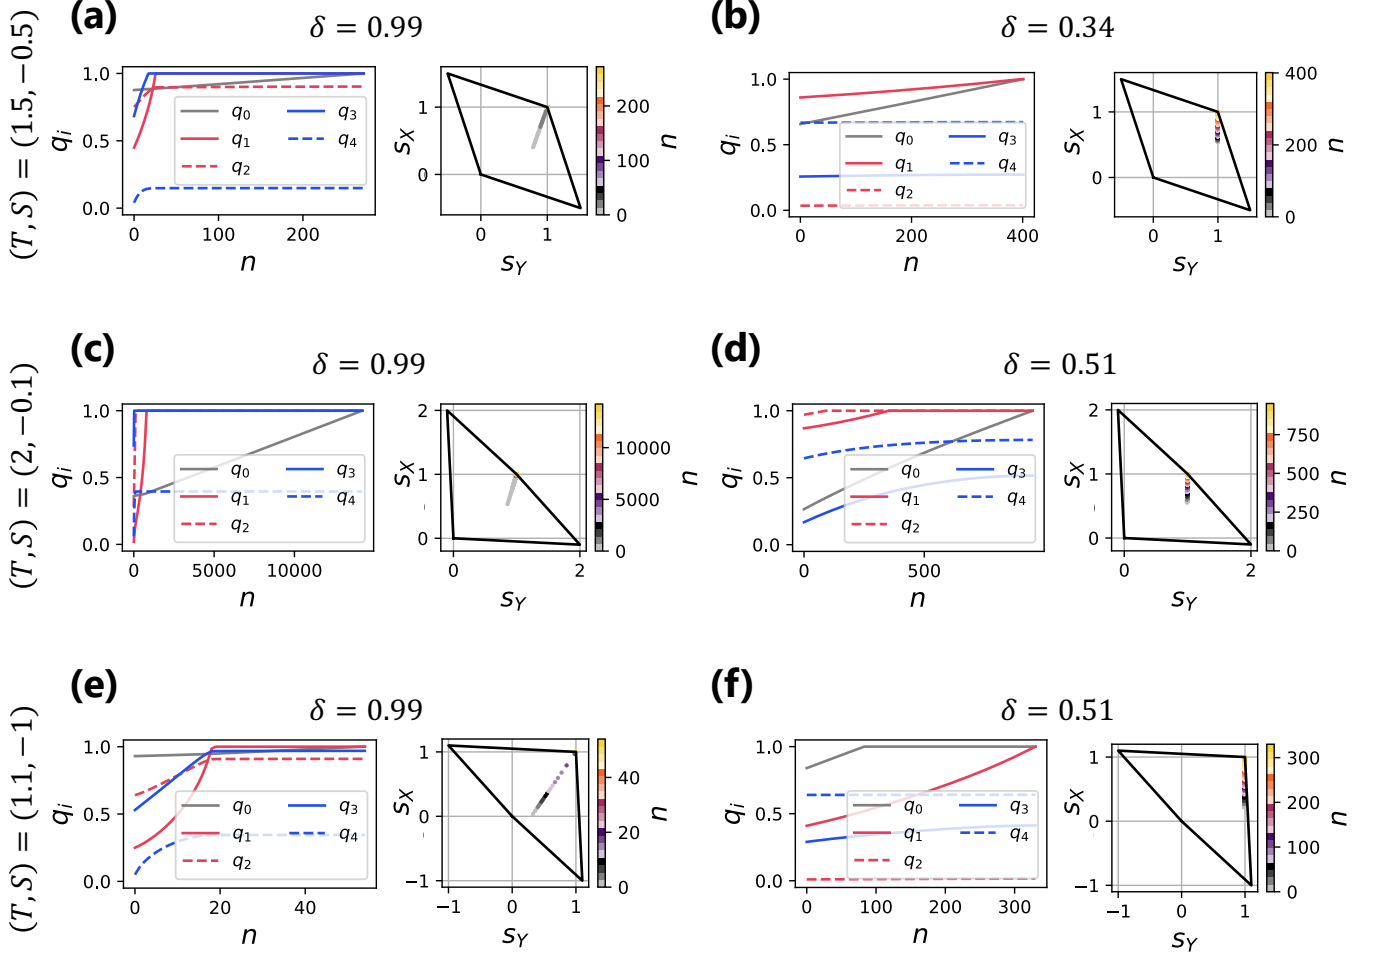 (a)
δ = 0.99
(b)
δ = 0.34
(T, S) = (1.5, −0.5)
q_i
1.0
0.5
0.0
q_0
q_1
q_2
q_3
q_4
0
100
200
n
s_X
1
0
0
1
s_Y
200
100
0
n
q_i
1.0
0.5
0.0
q_0
q_1
q_2
q_3
q_4
0
200
400
n
s_X
1
0
0
1
s_Y
400
300
200
100
0
n
(c)
δ = 0.99
(d)
δ = 0.51
(T, S) = (2, −0.1)
q_i
1.0
0.5
0.0
q_0
q_1
q_2
q_3
q_4
0
5000
10000
n
s_X
2
1
0
0
2
s_Y
10000
5000
0
n
q_i
1.0
0.5
0.0
q_0
q_1
q_2
q_3
q_4
0
500
n
s_X
2
1
0
0
2
s_Y
750
500
250
0
n
(e)
δ = 0.99
(f)
δ = 0.51
(T, S) = (1.1, −1)
q_i
1.0
0.5
0.0
q_0
q_1
q_2
q_3
q_4
0
20
40
n
s_X
1
0
−1
−1
0
1
s_Y
40
20
0
n
q_i
1.0
0.5
0.0
q_0
q_1
q_2
q_3
q_4
0
100
200
300
n
s_X
1
0
−1
−1
0
1
s_Y
300
200
100
0
n